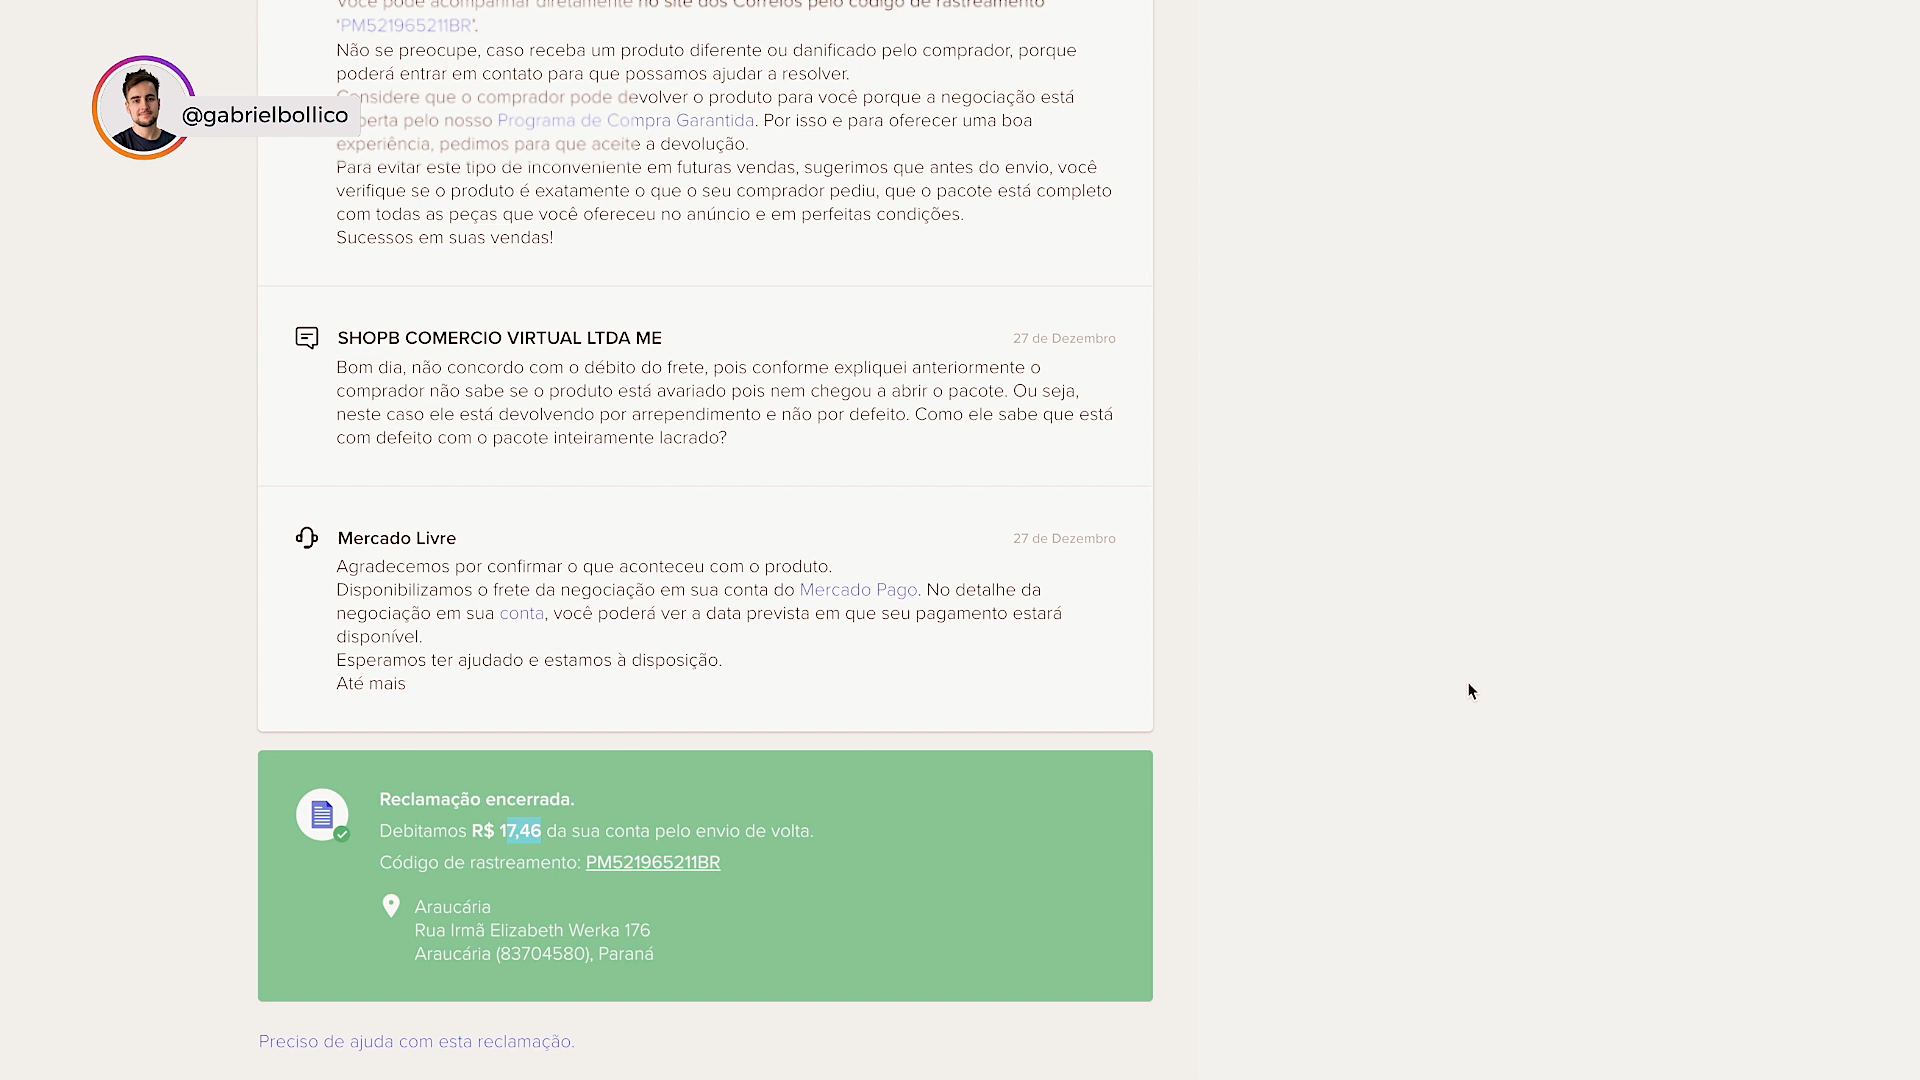 Você pode acompanhar diretamente no site dos Correios pelo código de rastreamento
'PM521965211BR'.
Não se preocupe, caso receba um produto diferente ou danificado pelo comprador, porque
poderá entrar em contato para que possamos ajudar a resolver.
Considere que o comprador pode devolver o produto para você porque a negociação está
perta pelo nosso Programa de Compra Garantida. Por isso e para oferecer uma boa
experiência, pedimos para que aceite a devolução.
Para evitar este tipo de inconveniente em futuras vendas, sugerimos que antes do envio, você
verifique se o produto é exatamente o que o seu comprador pediu, que o pacote está completo
com todas as peças que você ofereceu no anúncio e em perfeitas condições.
Sucessos em suas vendas!
@gabrielbollico
SHOPB COMERCIO VIRTUAL LTDA ME
27 de Dezembro
Bom dia, não concordo com o débito do frete, pois conforme expliquei anteriormente o
comprador não sabe se o produto está avariado pois nem chegou a abrir o pacote. Ou seja,
neste caso ele está devolvendo por arrependimento e não por defeito. Como ele sabe que está
com defeito com o pacote inteiramente lacrado?
Mercado Livre
27 de Dezembro
Agradecemos por confirmar o que aconteceu com o produto.
Disponibilizamos o frete da negociação em sua conta do Mercado Pago. No detalhe da
negociação em sua conta, você poderá ver a data prevista em que seu pagamento estará
disponível.
Esperamos ter ajudado e estamos à disposição.
Até mais
Reclamação encerrada.
Debitamos R$ 17,46 da sua conta pelo envio de volta.
Código de rastreamento: PM521965211BR
Araucária
Rua Irmã Elizabeth Werka 176
Araucária (83704580), Paraná
Preciso de ajuda com esta reclamação.